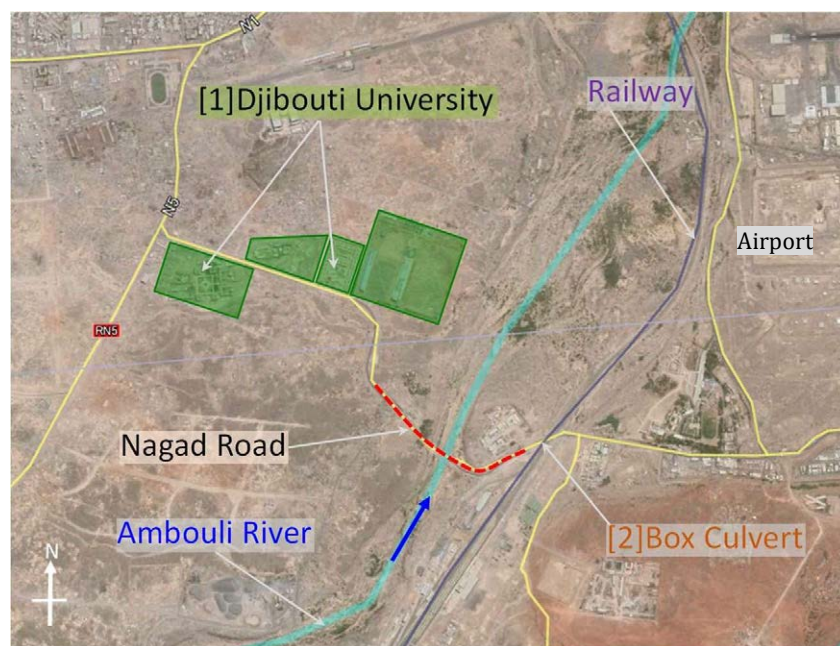 N1
[1]Djibouti University
Railway
N5
Airport
RN5
Nagad Road
Ambouli River
[2]Box Culvert
N